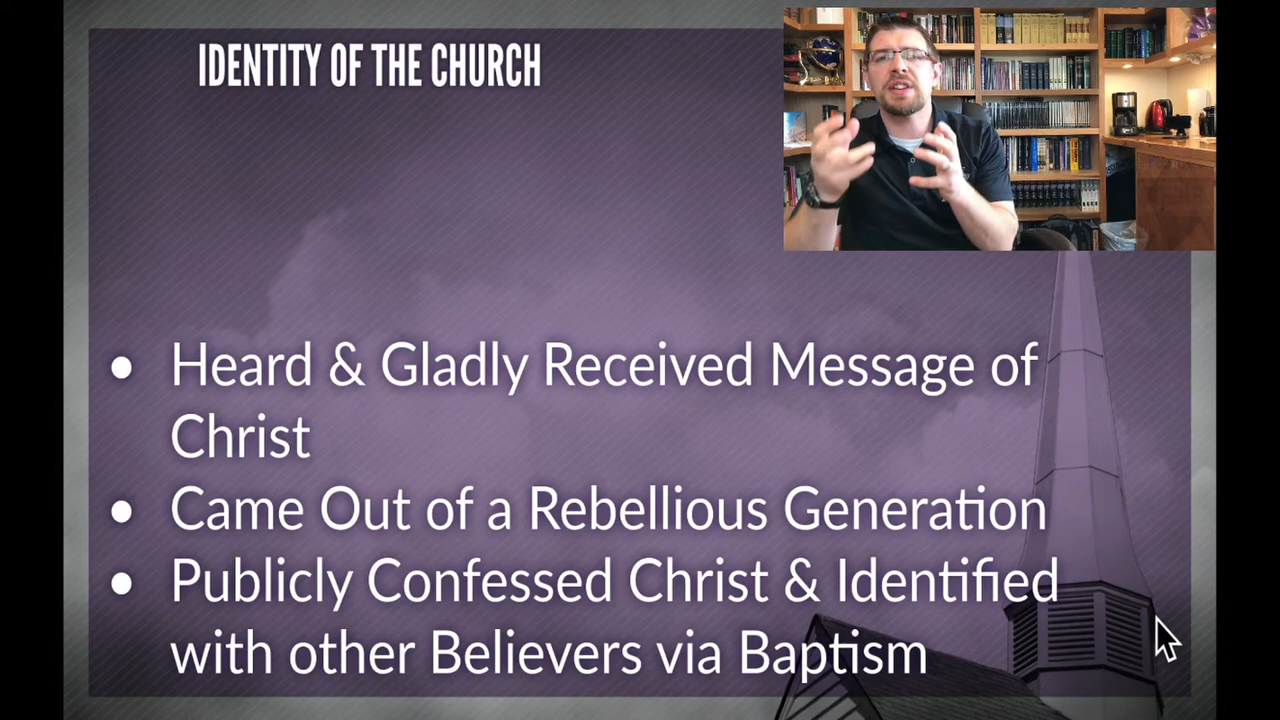 IDENTITY OF THE CHURCH
• Heard & Gladly Received Message of
Christ
• Came Out of a Rebellious Generation
• Publicly Confessed Christ & Identified
with other Believers via Baptism